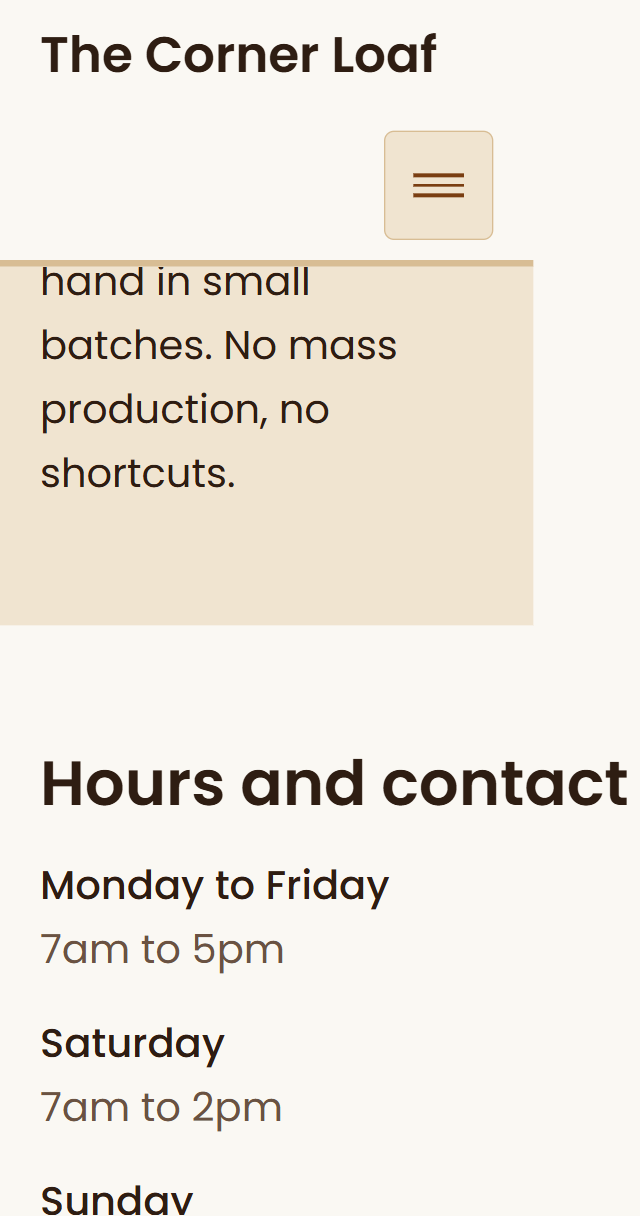 The Corner Loaf
hand in small
batches. No mass
production, no
shortcuts.
Hours and contact
Monday to Friday
7am to 5pm
Saturday
7am to 2pm
Sunday